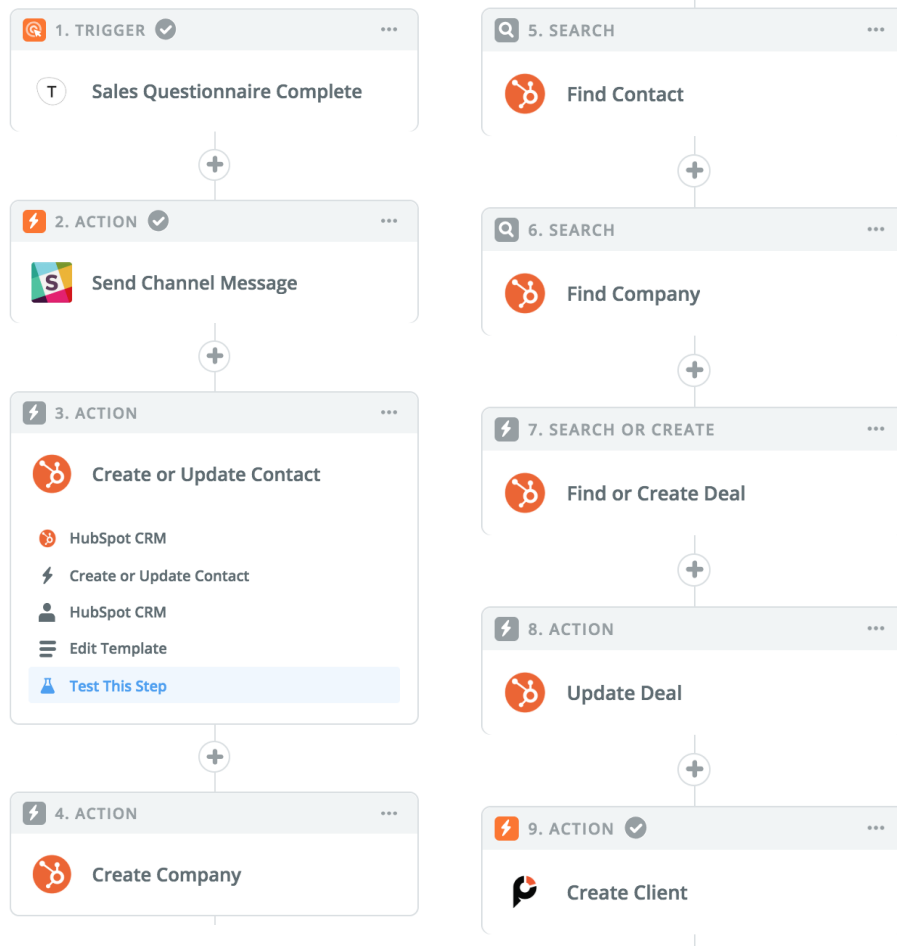 1. TRIGGER
T
Sales Questionnaire Complete
2. ACTION
S
Send Channel Message
3. ACTION
Create or Update Contact
HubSpot CRM
Create or Update Contact
HubSpot CRM
Edit Template
Test This Step
4. ACTION
Create Company
5. SEARCH
Find Contact
6. SEARCH
Find Company
7. SEARCH OR CREATE
Find or Create Deal
8. ACTION
Update Deal
9. ACTION
Create Client